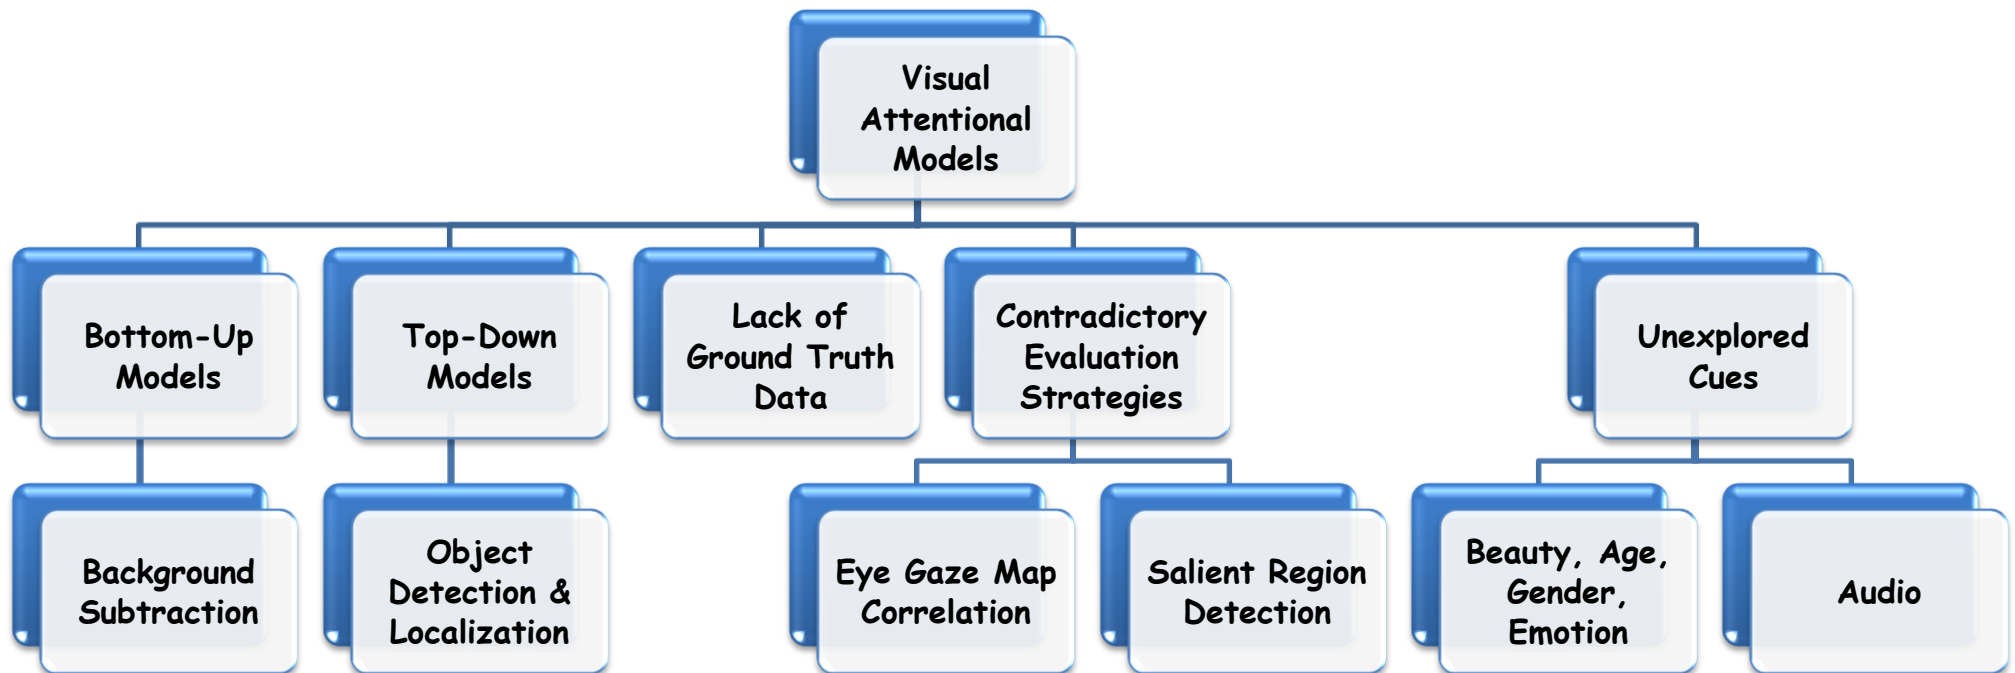 Visual
Attentional
Models
Bottom-Up
Models
Top-Down
Models
Lack of
Ground Truth
Data
Contradictory
Evaluation
Strategies
Unexplored
Cues
Background
Subtraction
Object
Detection &
Localization
Eye Gaze Map
Correlation
Salient Region
Detection
Beauty, Age,
Gender,
Emotion
Audio